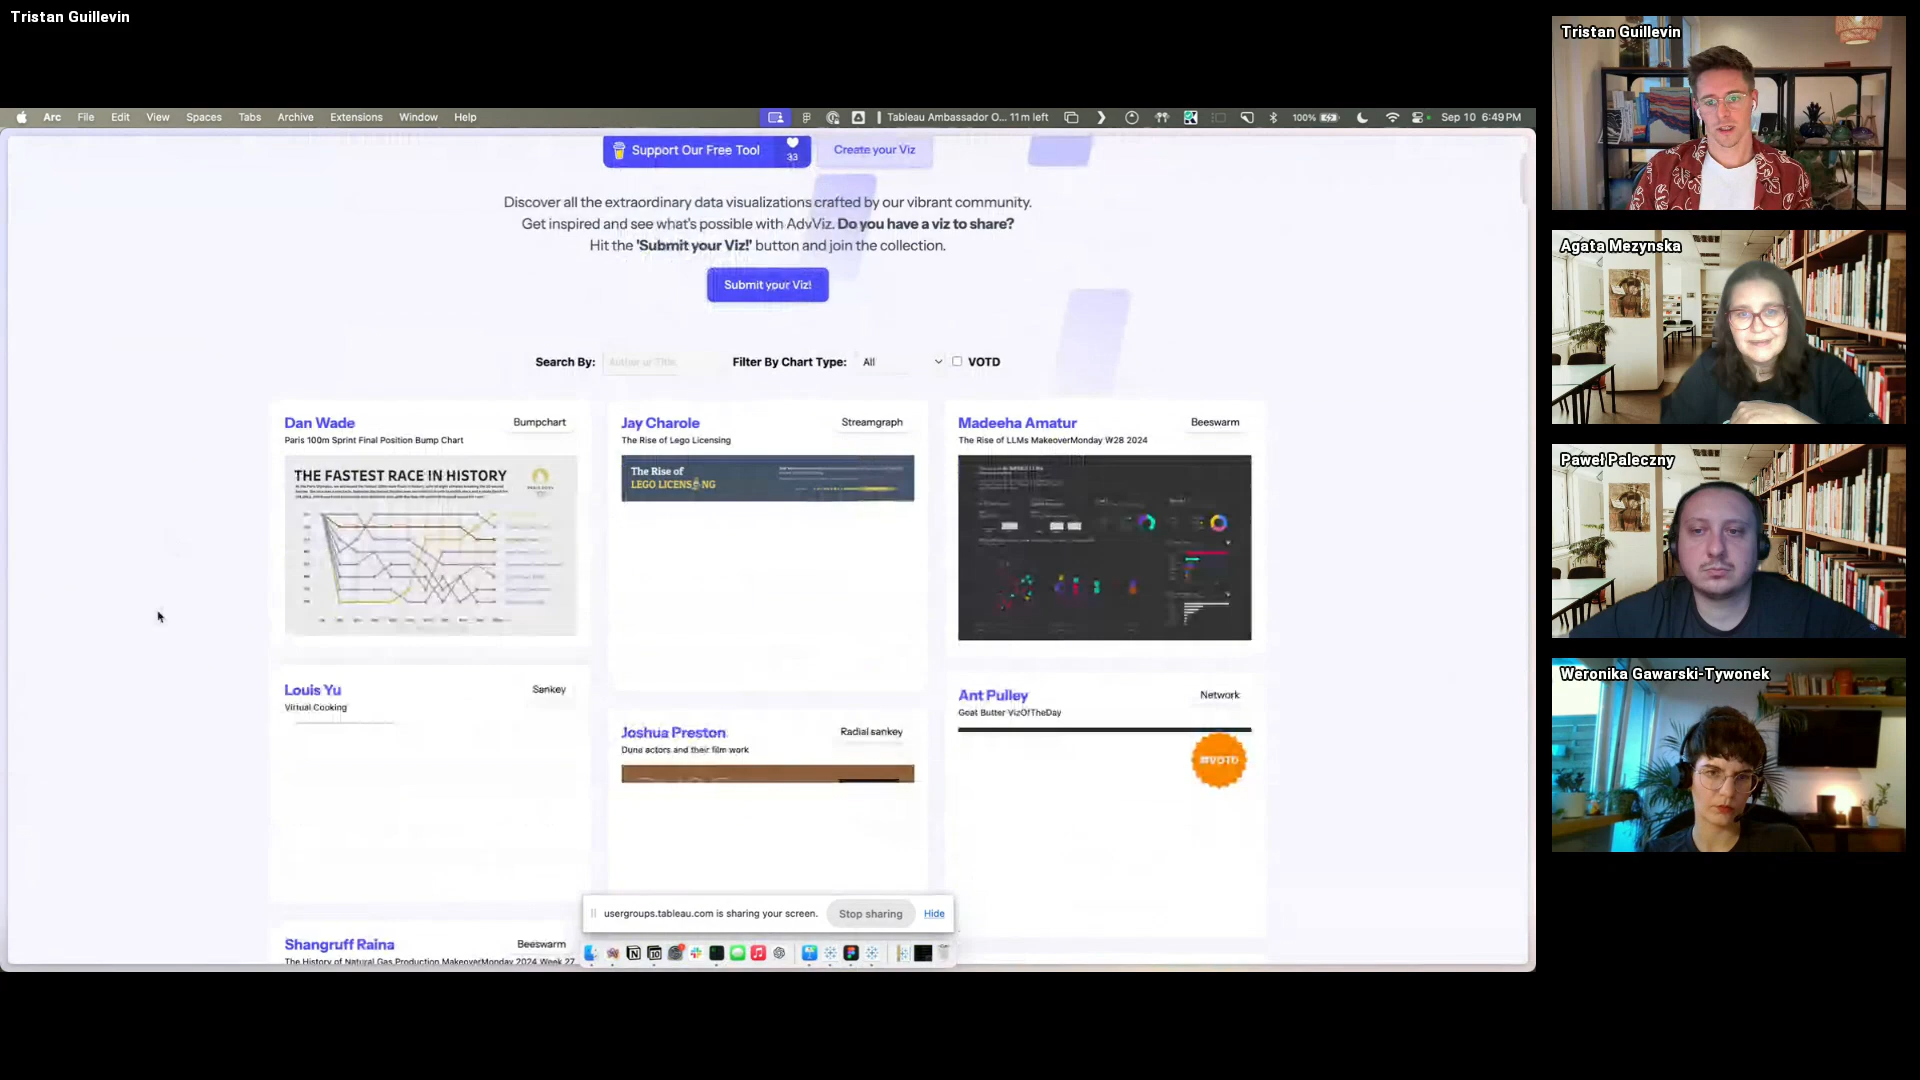 Tristan Guillevin
Arc File Edit View Spaces Tabs Archive Extensions Window Help
Tableau Ambassador O... 11m left
100%
Sep 10 6:49PM
Support Our Free Tool
33
Create your Viz
Discover all the extraordinary data visualizations crafted by our vibrant community.
Get inspired and see what's possible with AdvViz. Do you have a viz to share?
Hit the 'Submit your Viz!' button and join the collection.
Submit your Viz!
Search By: Author or Title
Filter By Chart Type: All
VOTD
Dan Wade
Bumpchart
Paris 100m Sprint Final Position Bump Chart
THE FASTEST RACE IN HISTORY
Jay Charole
Streamgraph
The Rise of Lego Licensing
The Rise of
LEGO LICENSING
Madeeha Amatur
Beeswarm
The Rise of LLMs MakeoverMonday W28 2024
Louis Yu
Sankey
Virtual Cooking
Joshua Preston
Radial sankey
Dune actors and their film work
Ant Pulley
Network
Goat Butter VizOfTheDay
#VOTD
Shangruff Raina
Beeswarm
The History of Natural Gas Production MakeoverMonday 2024 Week 27
usergroups.tableau.com is sharing your screen.
Stop sharing
Hide
Tristan Guillevin
Agata Mezynska
Paweł Paleczny
Weronika Gawarski-Tywonek